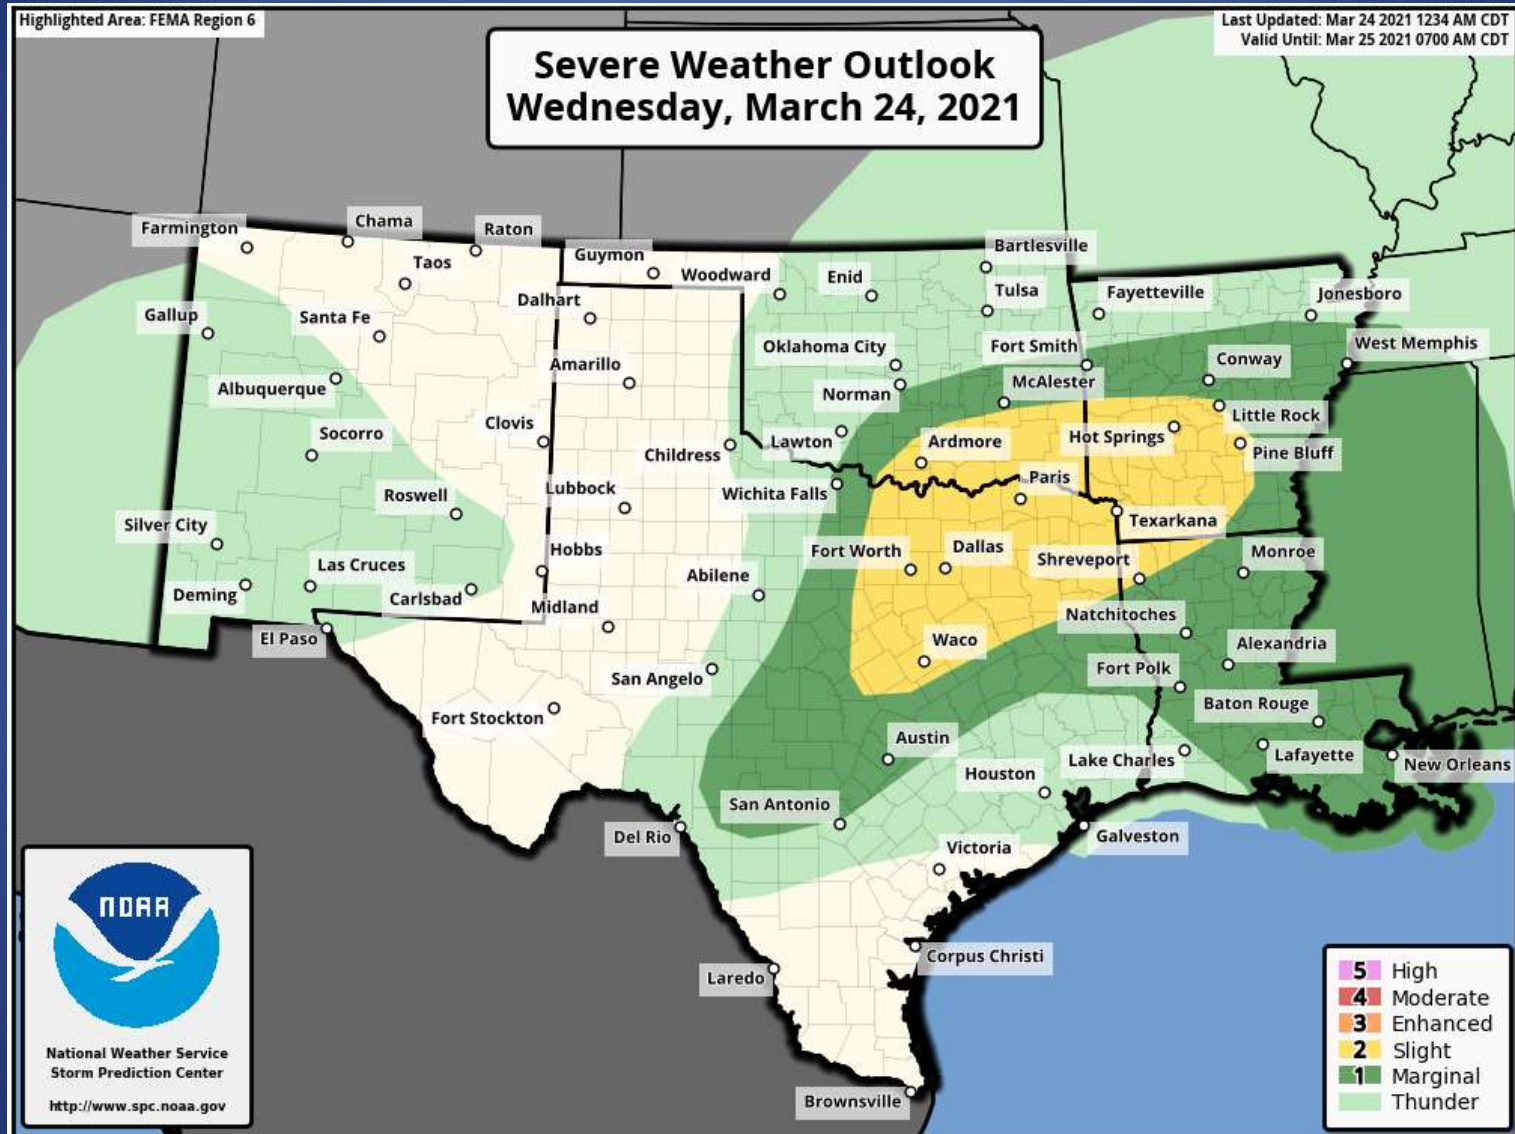 Highlighted Area: FEMA Region 6
Last Updated: Mar 24 2021 1234 AM CDT
Valid Until: Mar 25 2021 0700 AM CDT
Severe Weather Outlook
Wednesday, March 24, 2021
Farmington
Chama
Raton
Taos
Guymon
Woodward
Enid
Bartlesville
Tulsa
Fayetteville
Jonesboro
Gallup
Santa Fe
Dalhart
Oklahoma City
Fort Smith
West Memphis
Albuquerque
Amarillo
Norman
McAlester
Conway
Socorro
Clovis
Childress
Lawton
Ardmore
Hot Springs
Little Rock
Pine Bluff
Roswell
Lubbock
Wichita Falls
Paris
Texarkana
Silver City
Las Cruces
Hobbs
Abilene
Fort Worth
Dallas
Shreveport
Monroe
Deming
Carlsbad
Midland
Natchitoches
El Paso
San Angelo
Waco
Fort Polk
Alexandria
Fort Stockton
Austin
Baton Rouge
Houston
Lake Charles
Lafayette
New Orleans
San Antonio
Del Rio
Victoria
Galveston
Laredo
Corpus Christi
Brownsville
NOAA
National Weather Service
Storm Prediction Center
http://www.spc.noaa.gov
5 High
4 Moderate
3 Enhanced
2 Slight
1 Marginal
Thunder